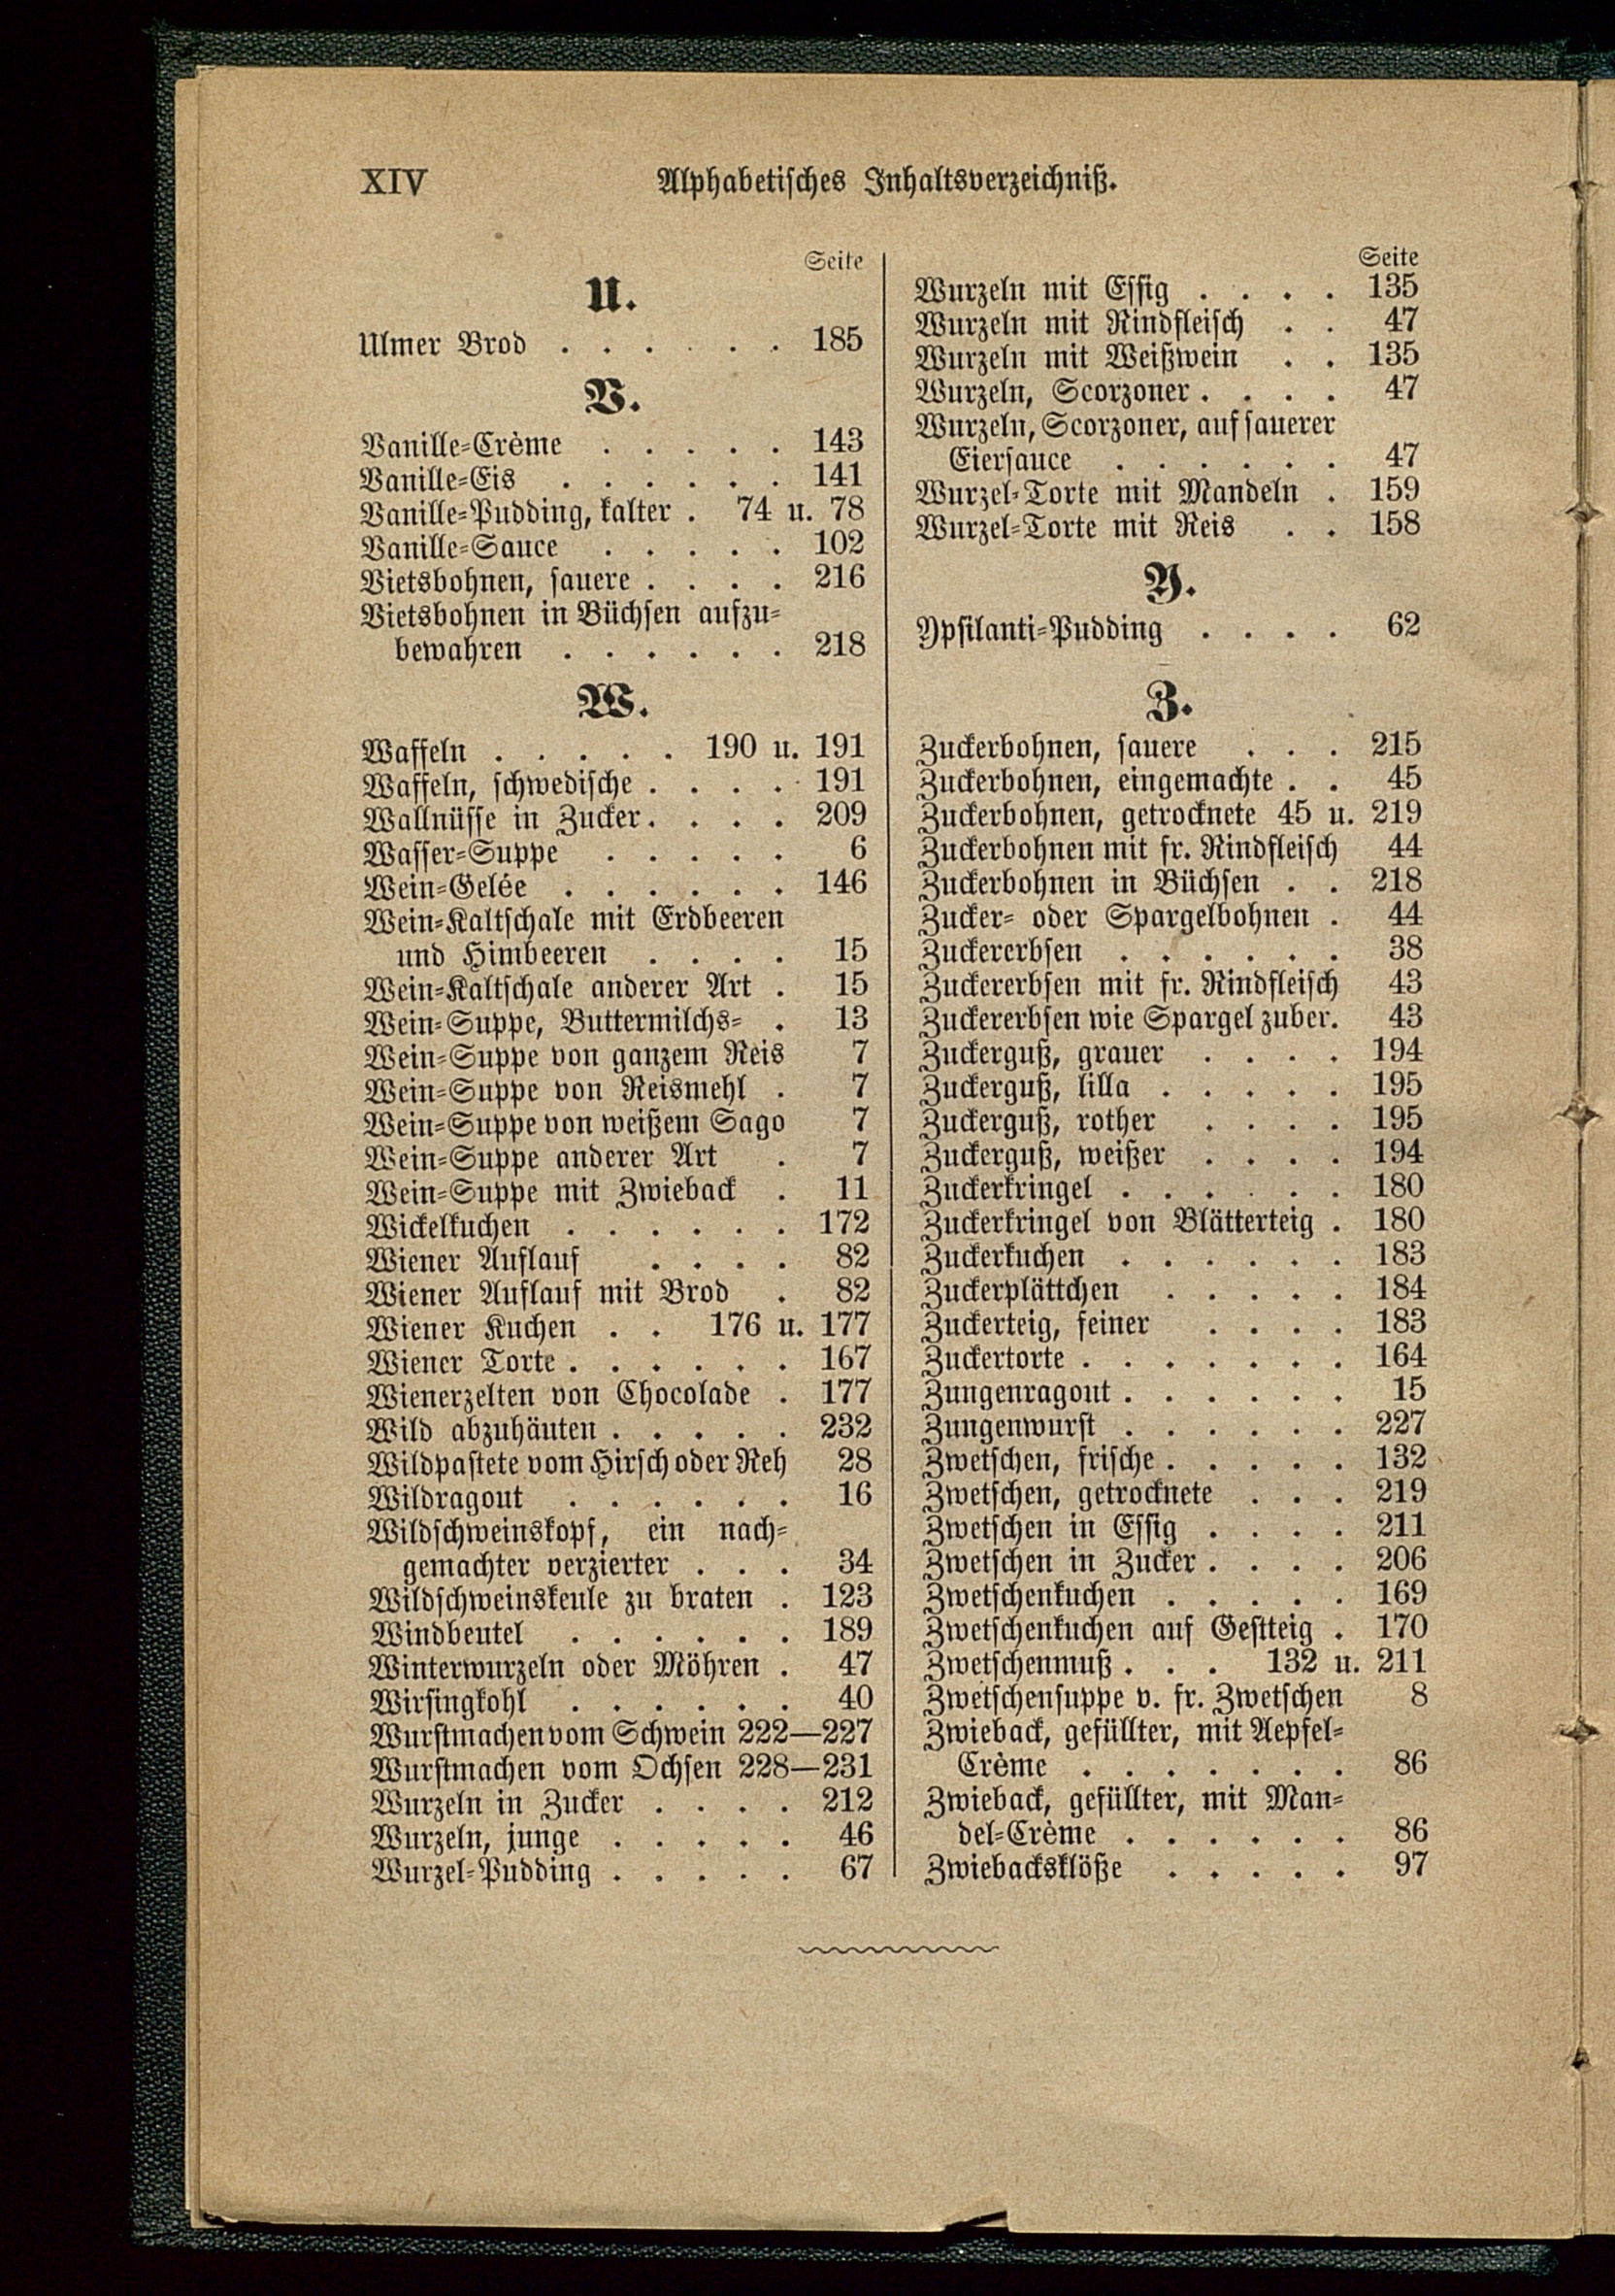 XIV Alphabetisches Inhaltsverzeichniß.
Seite
U.
Ulmer Brod . . . . . . 185
V.
Vanille-Crème . . . . . 143
Vanille-Eis . . . . . . 141
Vanille-Pudding, kalter . 74 u. 78
Vanille-Sauce . . . . . 102
Vietsbohnen, sauere . . . . 216
Vietsbohnen in Büchsen aufzu-
bewahren . . . . . . 218
W.
Waffeln . . . . . 190 u. 191
Waffeln, schwedische . . . . 191
Wallnüsse in Zucker . . . . 209
Wasser-Suppe . . . . . 6
Wein-Gelée . . . . . . 146
Wein-Kaltschale mit Erdbeeren
und Himbeeren . . . . 15
Wein-Kaltschale anderer Art . 15
Wein-Suppe, Buttermilchs- . 13
Wein-Suppe von ganzem Reis 7
Wein-Suppe von Reismehl . 7
Wein-Suppe von weißem Sago 7
Wein-Suppe anderer Art . 7
Wein-Suppe mit Zwieback . 11
Wickelkuchen . . . . . . 172
Wiener Auflauf . . . . 82
Wiener Auflauf mit Brod . 82
Wiener Kuchen . . 176 u. 177
Wiener Torte . . . . . . 167
Wienerzelten von Chocolade . 177
Wild abzuhäuten . . . . . 232
Wildpastete vom Hirsch oder Reh 28
Wildragout . . . . . . 16
Wildschweinskopf, ein nach-
gemachter verzierter . . . 34
Wildschweinskeule zu braten . 123
Windbeutel . . . . . . 189
Winterwurzeln oder Möhren . 47
Wirsingkohl . . . . . . 40
Wurstmachen vom Schwein 222—227
Wurstmachen vom Ochsen 228—231
Wurzeln in Zucker . . . . 212
Wurzeln, junge . . . . . 46
Wurzel-Pudding . . . . . 67
Seite
Wurzeln mit Essig . . . . 135
Wurzeln mit Rindfleisch . . 47
Wurzeln mit Weißwein . . 135
Wurzeln, Scorzoner . . . . 47
Wurzeln, Scorzoner, auf sauerer
Eiersauce . . . . . . 47
Wurzel-Torte mit Mandeln . 159
Wurzel-Torte mit Reis . . 158
Y.
Ypsilanti-Pudding . . . . 62
Z.
Zuckerbohnen, sauere . . . 215
Zuckerbohnen, eingemachte . . 45
Zuckerbohnen, getrocknete 45 u. 219
Zuckerbohnen mit fr. Rindfleisch 44
Zuckerbohnen in Büchsen . . 218
Zucker- oder Spargelbohnen . 44
Zuckererbsen . . . . . . 38
Zuckererbsen mit fr. Rindfleisch 43
Zuckererbsen wie Spargel zuber. 43
Zuckerguß, grauer . . . . 194
Zuckerguß, lilla . . . . . 195
Zuckerguß, rother . . . . 195
Zuckerguß, weißer . . . . 194
Zuckerkringel . . . . . . 180
Zuckerkringel von Blätterteig . 180
Zuckerkuchen . . . . . . 183
Zuckerplättchen . . . . . 184
Zuckerteig, feiner . . . . 183
Zuckertorte . . . . . . . 164
Zungenragout . . . . . . 15
Zungenwurst . . . . . . 227
Zwetschen, frische . . . . . 132
Zwetschen, getrocknete . . . 219
Zwetschen in Essig . . . . 211
Zwetschen in Zucker . . . . 206
Zwetschenkuchen . . . . . 169
Zwetschenkuchen auf Gestteig . 170
Zwetschenmuß . . . 132 u. 211
Zwetschensuppe v. fr. Zwetschen 8
Zwieback, gefüllter, mit Aepfel-
Crème . . . . . . . 86
Zwieback, gefüllter, mit Man-
del-Crème . . . . . . 86
Zwiebacksklöße . . . . . 97